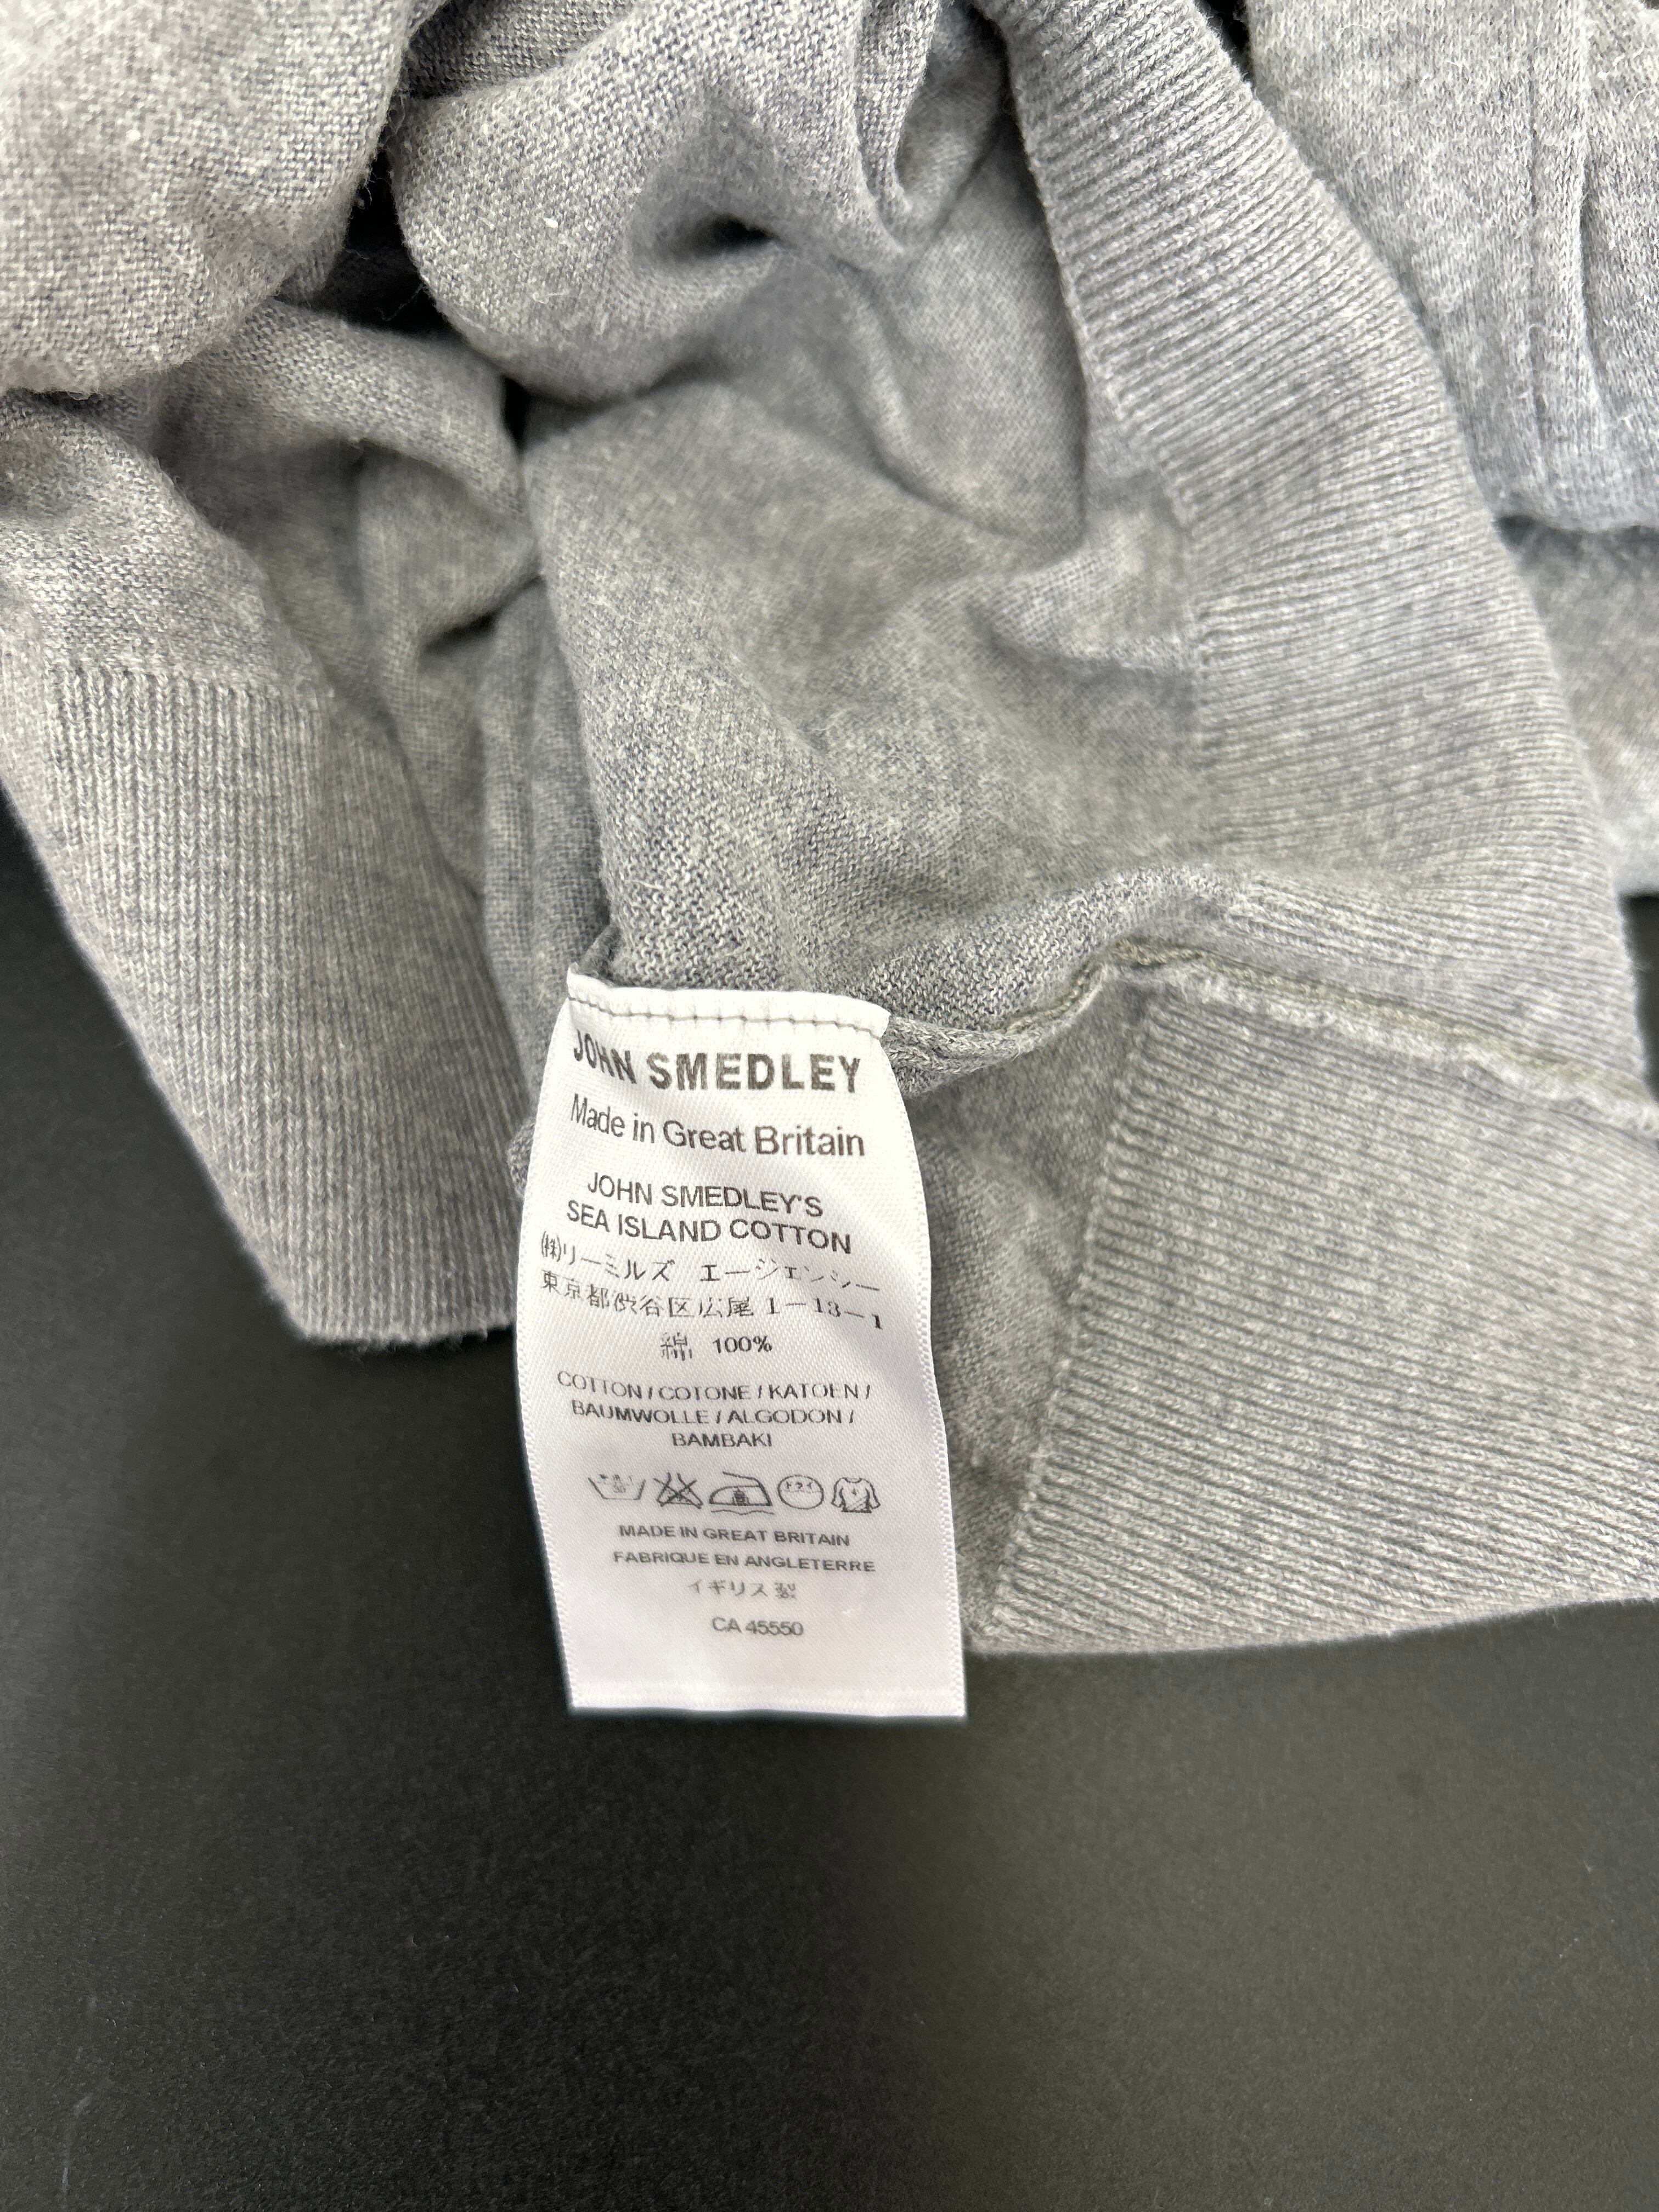 JOHN SMEDLEY
Made in Great Britain
JOHN SMEDLEY'S
SEA ISLAND COTTON
㈱リーミルズ エージェンシー
東京都渋谷区広尾1-13-1
綿 100%
COTTON / COTONE / KATOEN /
BAUMWOLLE / ALGODON /
BAMBAKI
ドライ
MADE IN GREAT BRITAIN
FABRIQUE EN ANGLETERRE
イギリス製
CA 45550